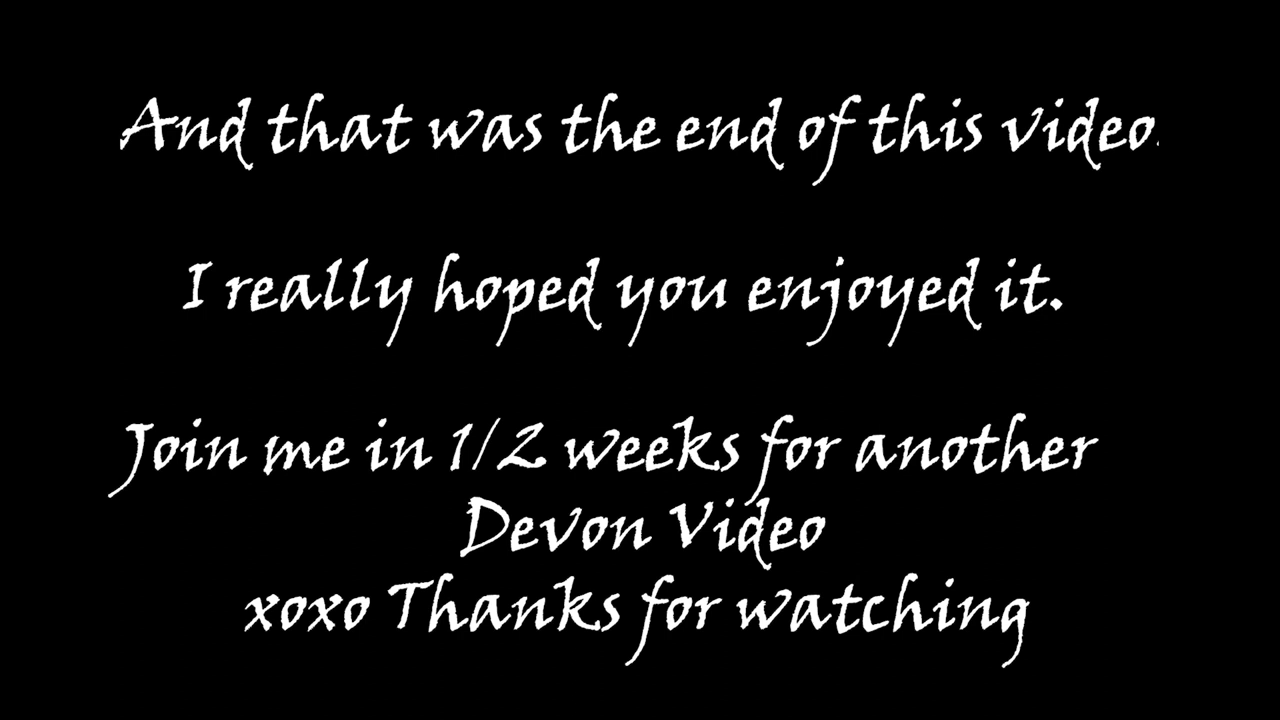 And that was the end of this video.
I really hoped you enjoyed it.
Join me in 1/2 weeks for another
Devon Video
xoxo Thanks for watching